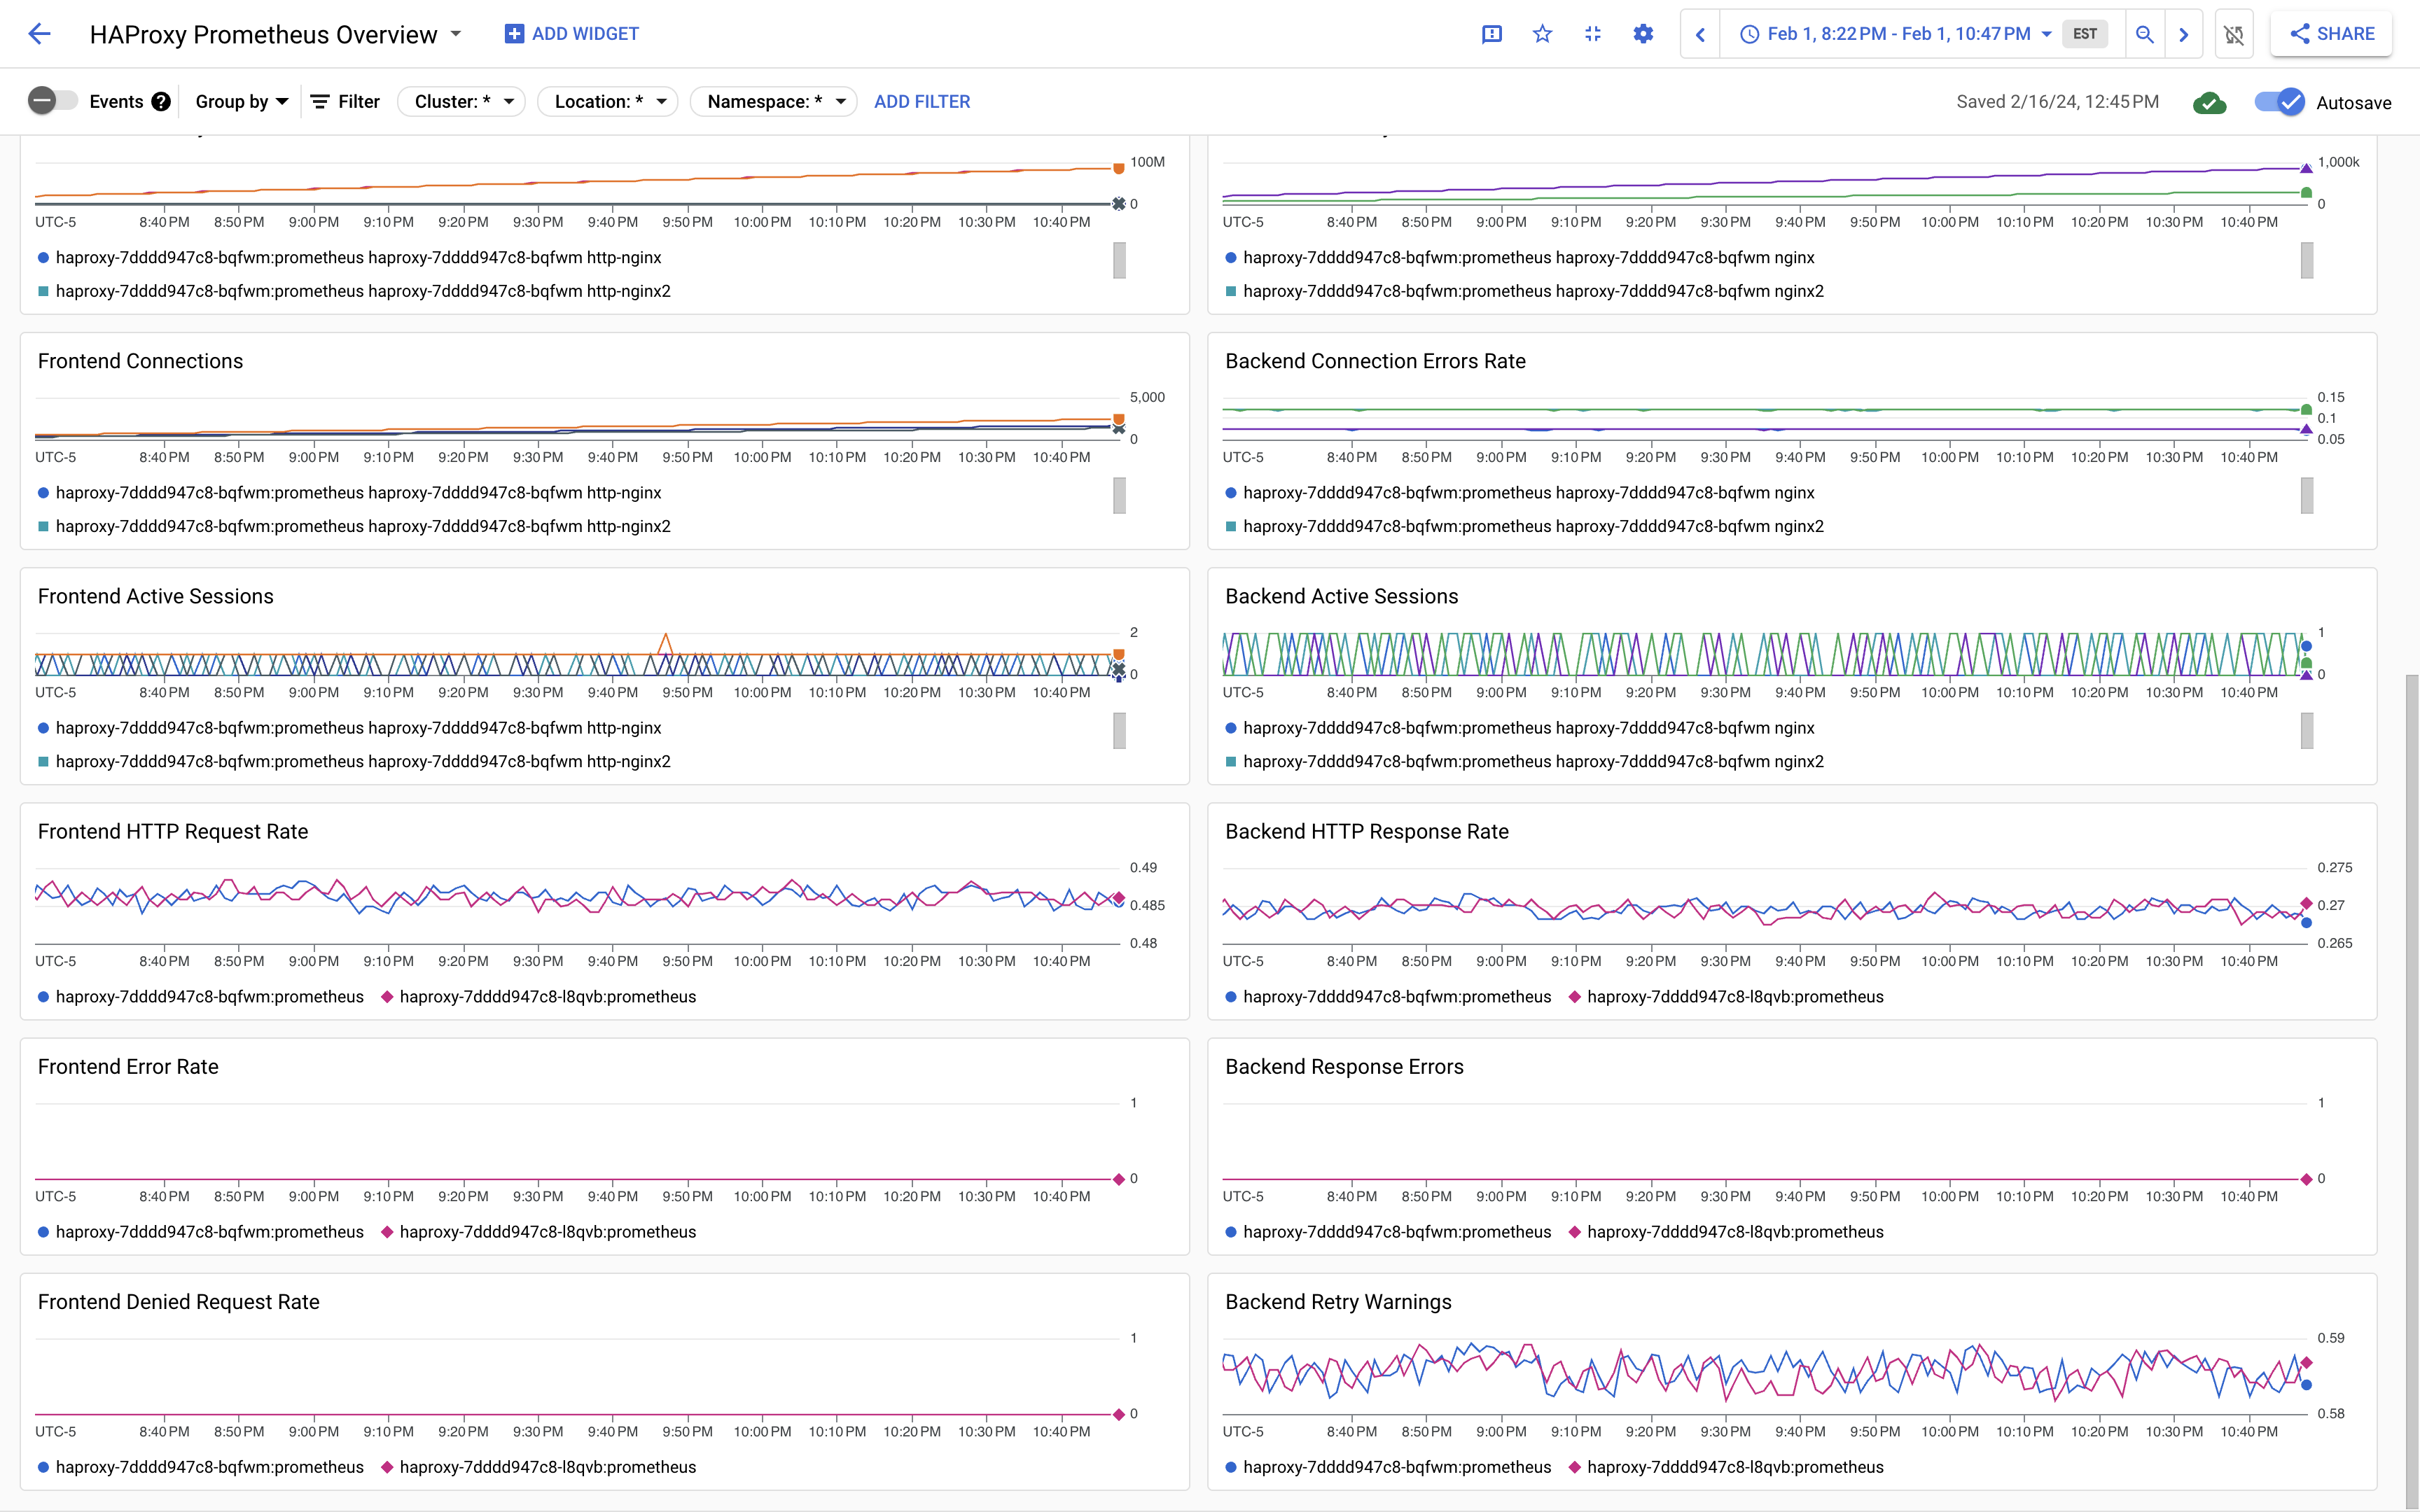 HAProxy Prometheus Overview
ADD WIDGET
Feb 1, 8:22 PM - Feb 1, 10:47 PM
EST
SHARE
Events
Group by
Filter
Cluster: *
Location: *
Namespace: *
ADD FILTER
Saved 2/16/24, 12:45 PM
Autosave
100M
0
UTC-5 8:40 PM 8:50 PM 9:00 PM 9:10 PM 9:20 PM 9:30 PM 9:40 PM 9:50 PM 10:00 PM 10:10 PM 10:20 PM 10:30 PM 10:40 PM
haproxy-7dddd947c8-bqfwm:prometheus haproxy-7dddd947c8-bqfwm http-nginx
haproxy-7dddd947c8-bqfwm:prometheus haproxy-7dddd947c8-bqfwm http-nginx2
1,000k
0
UTC-5 8:40 PM 8:50 PM 9:00 PM 9:10 PM 9:20 PM 9:30 PM 9:40 PM 9:50 PM 10:00 PM 10:10 PM 10:20 PM 10:30 PM 10:40 PM
haproxy-7dddd947c8-bqfwm:prometheus haproxy-7dddd947c8-bqfwm nginx
haproxy-7dddd947c8-bqfwm:prometheus haproxy-7dddd947c8-bqfwm nginx2
Frontend Connections
5,000
0
UTC-5 8:40 PM 8:50 PM 9:00 PM 9:10 PM 9:20 PM 9:30 PM 9:40 PM 9:50 PM 10:00 PM 10:10 PM 10:20 PM 10:30 PM 10:40 PM
haproxy-7dddd947c8-bqfwm:prometheus haproxy-7dddd947c8-bqfwm http-nginx
haproxy-7dddd947c8-bqfwm:prometheus haproxy-7dddd947c8-bqfwm http-nginx2
Backend Connection Errors Rate
0.15
0.1
0.05
UTC-5 8:40 PM 8:50 PM 9:00 PM 9:10 PM 9:20 PM 9:30 PM 9:40 PM 9:50 PM 10:00 PM 10:10 PM 10:20 PM 10:30 PM 10:40 PM
haproxy-7dddd947c8-bqfwm:prometheus haproxy-7dddd947c8-bqfwm nginx
haproxy-7dddd947c8-bqfwm:prometheus haproxy-7dddd947c8-bqfwm nginx2
Frontend Active Sessions
2
0
UTC-5 8:40 PM 8:50 PM 9:00 PM 9:10 PM 9:20 PM 9:30 PM 9:40 PM 9:50 PM 10:00 PM 10:10 PM 10:20 PM 10:30 PM 10:40 PM
haproxy-7dddd947c8-bqfwm:prometheus haproxy-7dddd947c8-bqfwm http-nginx
haproxy-7dddd947c8-bqfwm:prometheus haproxy-7dddd947c8-bqfwm http-nginx2
Backend Active Sessions
1
0
UTC-5 8:40 PM 8:50 PM 9:00 PM 9:10 PM 9:20 PM 9:30 PM 9:40 PM 9:50 PM 10:00 PM 10:10 PM 10:20 PM 10:30 PM 10:40 PM
haproxy-7dddd947c8-bqfwm:prometheus haproxy-7dddd947c8-bqfwm nginx
haproxy-7dddd947c8-bqfwm:prometheus haproxy-7dddd947c8-bqfwm nginx2
Frontend HTTP Request Rate
0.49
0.485
0.48
UTC-5 8:40 PM 8:50 PM 9:00 PM 9:10 PM 9:20 PM 9:30 PM 9:40 PM 9:50 PM 10:00 PM 10:10 PM 10:20 PM 10:30 PM 10:40 PM
haproxy-7dddd947c8-bqfwm:prometheus haproxy-7dddd947c8-l8qvb:prometheus
Backend HTTP Response Rate
0.275
0.27
0.265
UTC-5 8:40 PM 8:50 PM 9:00 PM 9:10 PM 9:20 PM 9:30 PM 9:40 PM 9:50 PM 10:00 PM 10:10 PM 10:20 PM 10:30 PM 10:40 PM
haproxy-7dddd947c8-bqfwm:prometheus haproxy-7dddd947c8-l8qvb:prometheus
Frontend Error Rate
1
0
UTC-5 8:40 PM 8:50 PM 9:00 PM 9:10 PM 9:20 PM 9:30 PM 9:40 PM 9:50 PM 10:00 PM 10:10 PM 10:20 PM 10:30 PM 10:40 PM
haproxy-7dddd947c8-bqfwm:prometheus haproxy-7dddd947c8-l8qvb:prometheus
Backend Response Errors
1
0
UTC-5 8:40 PM 8:50 PM 9:00 PM 9:10 PM 9:20 PM 9:30 PM 9:40 PM 9:50 PM 10:00 PM 10:10 PM 10:20 PM 10:30 PM 10:40 PM
haproxy-7dddd947c8-bqfwm:prometheus haproxy-7dddd947c8-l8qvb:prometheus
Frontend Denied Request Rate
1
0
UTC-5 8:40 PM 8:50 PM 9:00 PM 9:10 PM 9:20 PM 9:30 PM 9:40 PM 9:50 PM 10:00 PM 10:10 PM 10:20 PM 10:30 PM 10:40 PM
haproxy-7dddd947c8-bqfwm:prometheus haproxy-7dddd947c8-l8qvb:prometheus
Backend Retry Warnings
0.59
0.58
UTC-5 8:40 PM 8:50 PM 9:00 PM 9:10 PM 9:20 PM 9:30 PM 9:40 PM 9:50 PM 10:00 PM 10:10 PM 10:20 PM 10:30 PM 10:40 PM
haproxy-7dddd947c8-bqfwm:prometheus haproxy-7dddd947c8-l8qvb:prometheus